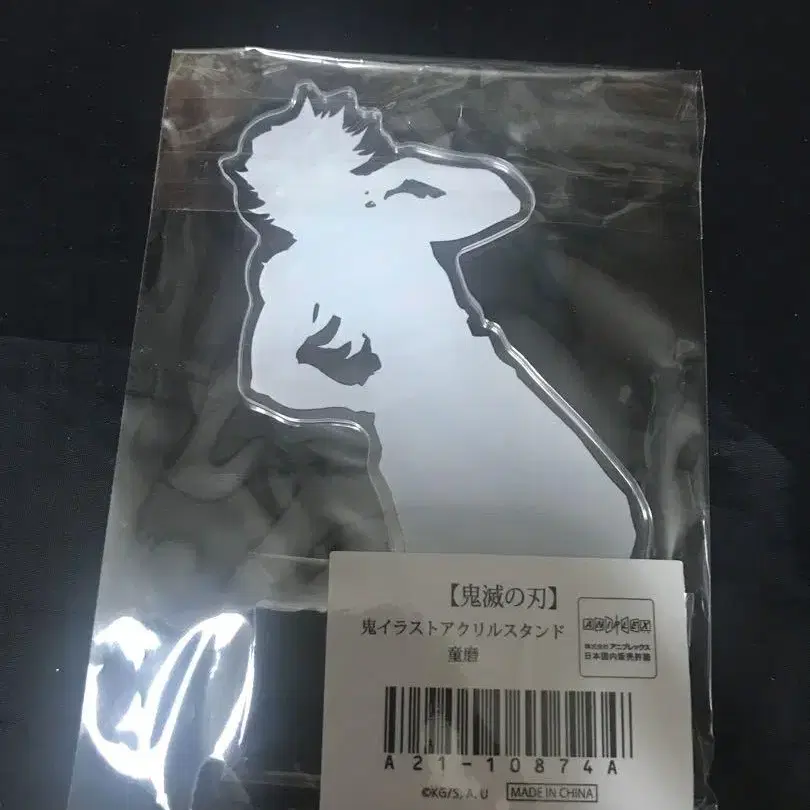 【鬼滅の刃】
鬼イラストアクリルスタンド
童磨
ANIPLEX
株式会社 アニプレックス
日本国内販売許諾
A21-10874A
©KG/S, A, U
MADE IN CHINA